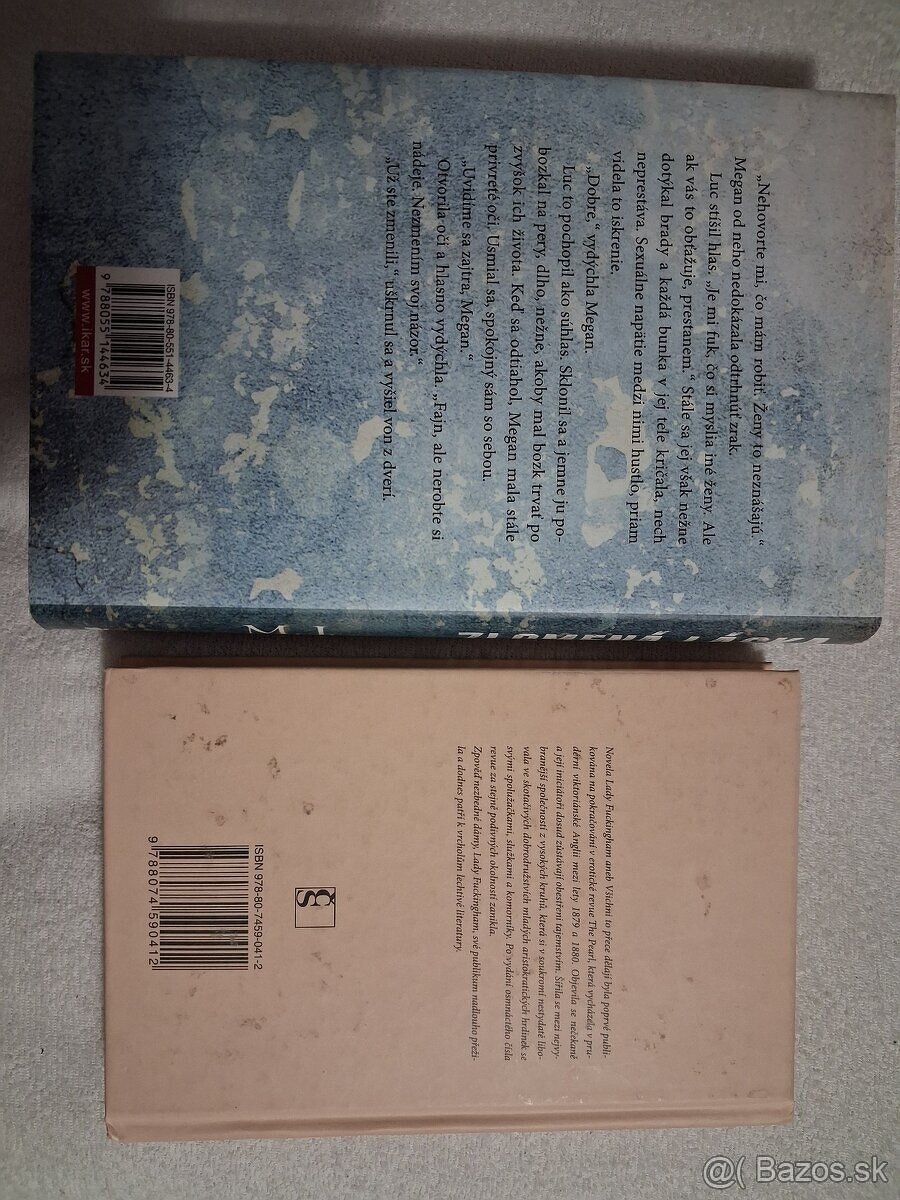 „Nehovorte mi, čo mám robiť. Ženy to neznášajú.“
Megan od neho nedokázala odtrhnúť zrak.
Luc stíšil hlas. „Je mi fuk, čo si myslia iné ženy. Ale
ak vás to obťažuje, prestanem.“ Stále sa jej však nežne
dotýkal brady a každá bunka v jej tele kričala, nech
neprestáva. Sexuálne napätie medzi nimi hustlo, priam
videla to iskrenie.
„Dobre,“ vydýchla Megan.
Luc to pochopil ako súhlas. Sklonil sa a jemne ju po-
bozkal na pery, dlho, nežne, akoby mal bozk trvať po
zvyšok ich života. Keď sa odtiahol, Megan mala stále
privreté oči. Usmial sa, spokojný sám so sebou.
„Uvidíme sa zajtra, Megan.“
Otvorila oči a hlasno vydýchla. „Fajn, ale nerobte si
nádeje. Nezmením svoj názor.“
„Už ste zmenili,“ uškrnul sa a vyšiel von z dverí.
ISBN 978-80-551-4463-4
9 788055 144634
www.ikar.sk
ZLOMENÁ LÁSKA
Novela Lady Fuckingham aneb Všichni to přece dělají byla poprvé publi-
kována na pokračování v erotické revue The Pearl, která vycházela v pru-
dérní viktoriánské Anglii mezi lety 1879 a 1880. Objevila se nečekaně
a její iniciátoři dosud zůstávají obestřeni tajemstvím. Šířila se mezi nejvy-
branější společností z vysokých kruhů, která si v soukromí nestydatě libo-
vala ve skotačivých dobrodružstvích mladých aristokratických hrdinek se
svými spolužačkami, služkami a komorníky. Po vydání osmnáctého čísla
revue za stejně podivných okolností zanikla.
Zpověď nezbedné dámy, Lady Fuckingham, své publikum nadlouho přeži-
la a dodnes patří k vrcholům lechtivé literatury.
ISBN 978-80-7459-041-2
9 788074 590412
@( Bazos.sk